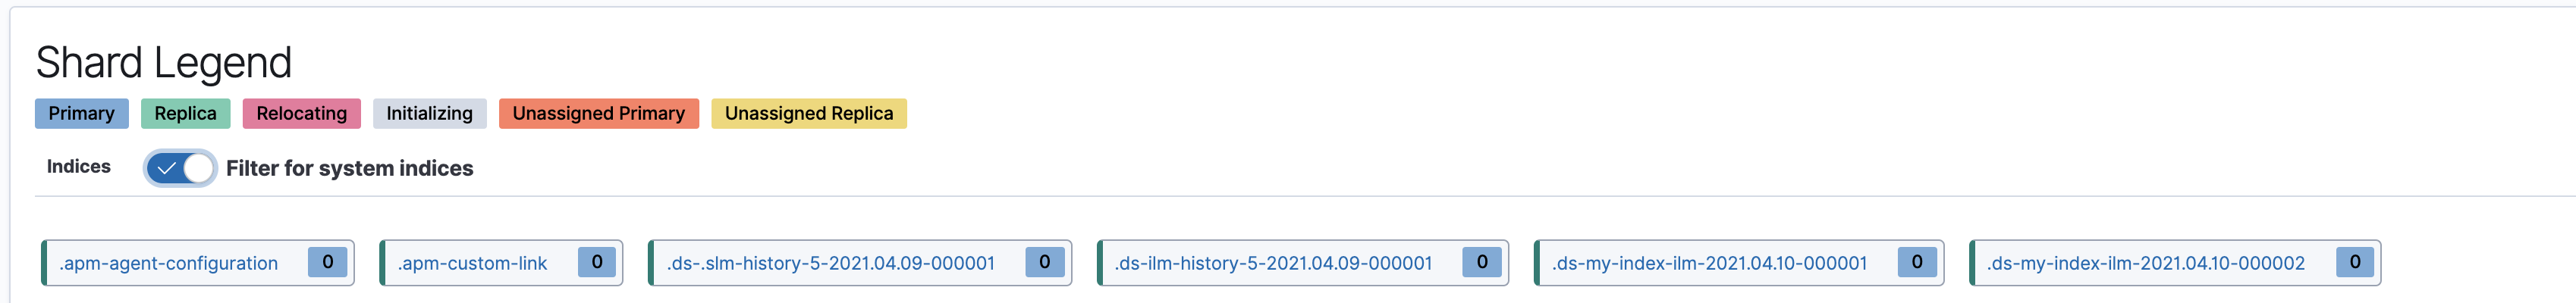 Shard Legend
Primary Replica Relocating Initializing Unassigned Primary Unassigned Replica
Indices Filter for system indices
.apm-agent-configuration 0 .apm-custom-link 0 .ds-.slm-history-5-2021.04.09-000001 0 .ds-ilm-history-5-2021.04.09-000001 0 .ds-my-index-ilm-2021.04.10-000001 0 .ds-my-index-ilm-2021.04.10-000002 0